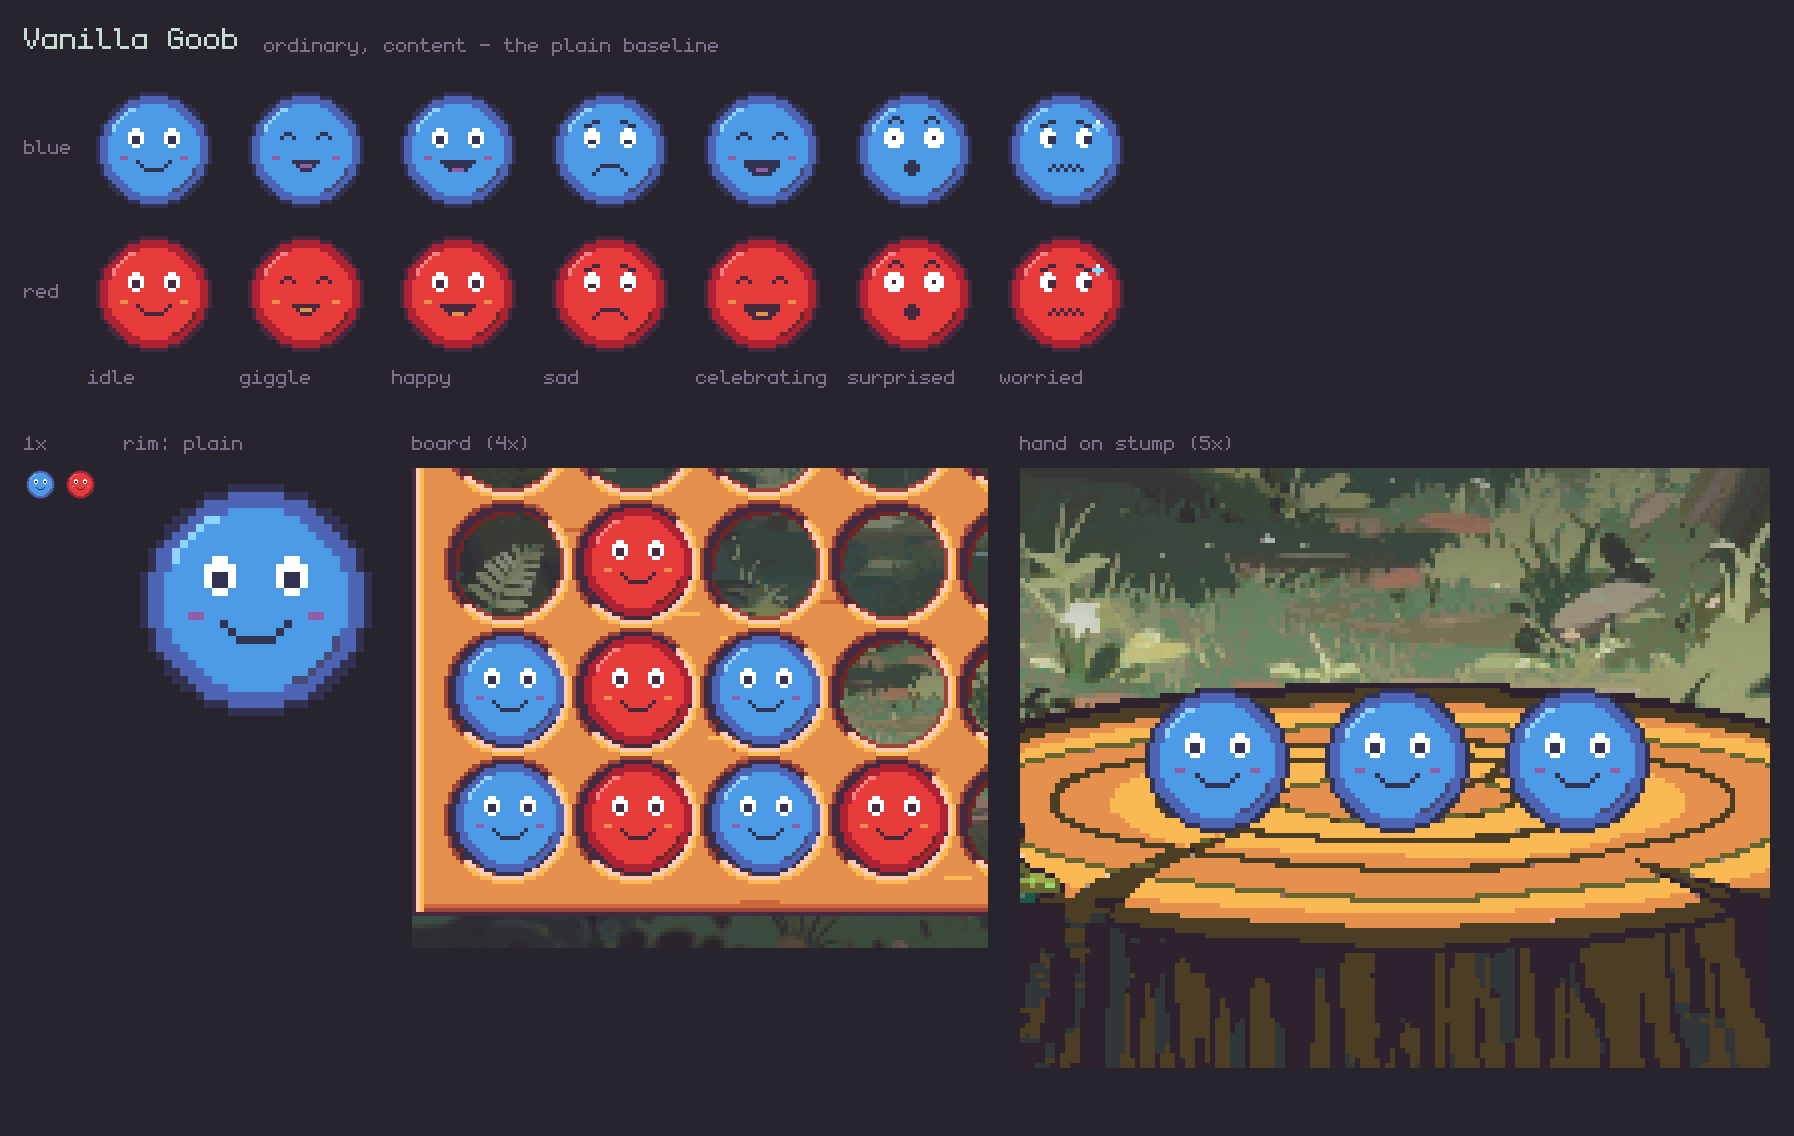 Vanilla Goob ordinary, content - the plain baseline
blue
red
idle giggle happy sad celebrating surprised worried
1x rim: plain board (4x) hand on stump (5x)